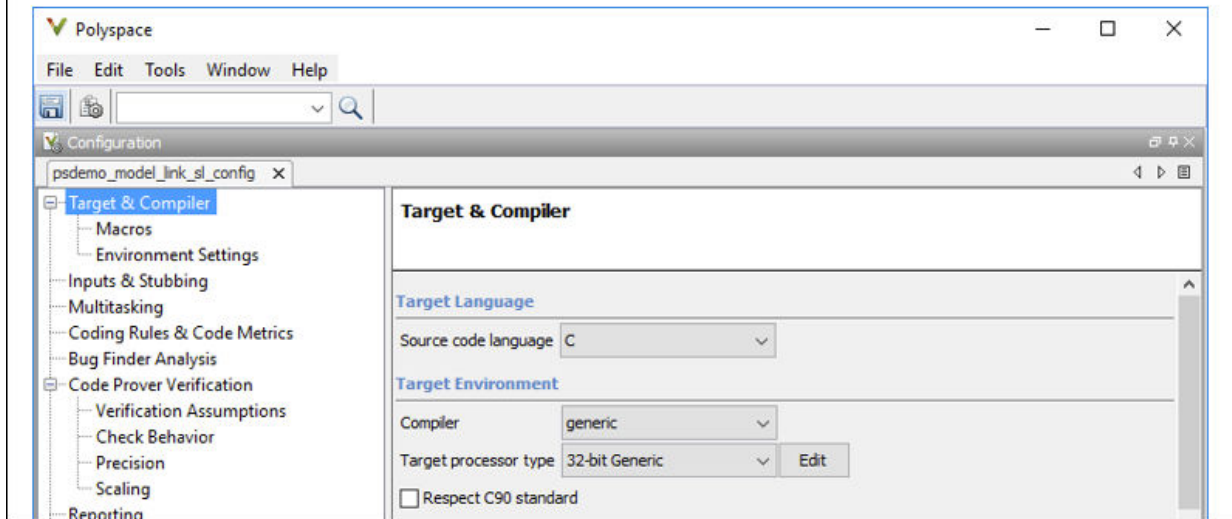 Polyspace
File Edit Tools Window Help
Configuration
psdemo_model_link_sl_config
Target & Compiler
Macros
Environment Settings
Inputs & Stubbing
Multitasking
Coding Rules & Code Metrics
Bug Finder Analysis
Code Prover Verification
Verification Assumptions
Check Behavior
Precision
Scaling
Reporting
Target & Compiler
Target Language
Source code language C
Target Environment
Compiler generic
Target processor type 32-bit Generic Edit
Respect C90 standard